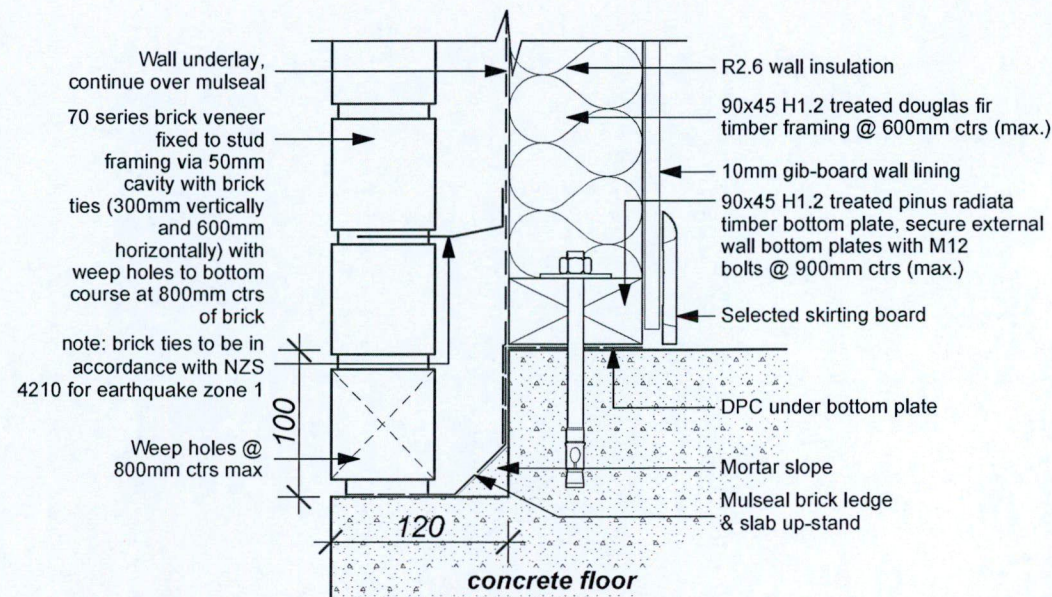 Wall underlay,
continue over mulseal
70 series brick veneer
fixed to stud
framing via 50mm
cavity with brick
ties (300mm vertically
and 600mm
horizontally) with
weep holes to bottom
course at 800mm ctrs
of brick
note: brick ties to be in
accordance with NZS
4210 for earthquake zone 1
Weep holes @
800mm ctrs max
100
120
concrete floor
R2.6 wall insulation
90x45 H1.2 treated douglas fir
timber framing @ 600mm ctrs (max.)
10mm gib-board wall lining
90x45 H1.2 treated pinus radiata
timber bottom plate, secure external
wall bottom plates with M12
bolts @ 900mm ctrs (max.)
Selected skirting board
DPC under bottom plate
Mortar slope
Mulseal brick ledge
& slab up-stand